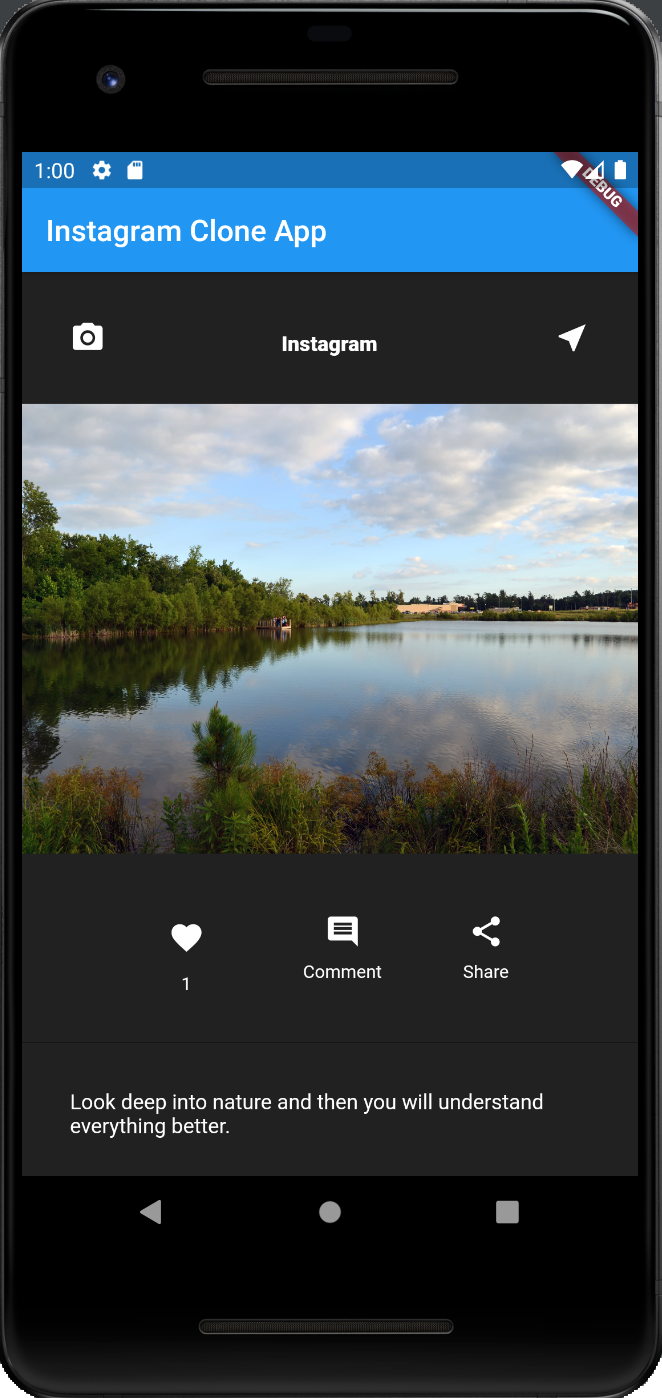 1:00
DEBUG
Instagram Clone App
Instagram
1
Comment
Share
Look deep into nature and then you will understand
everything better.